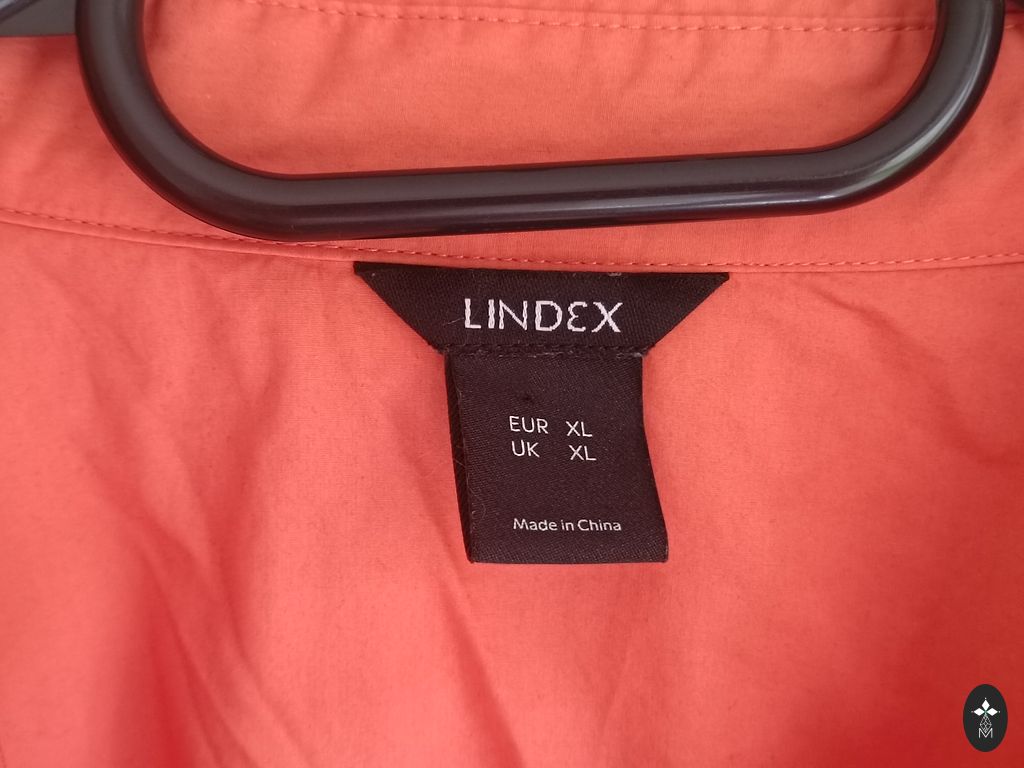 LINDEX
EUR XL
UK XL
Made in China
M